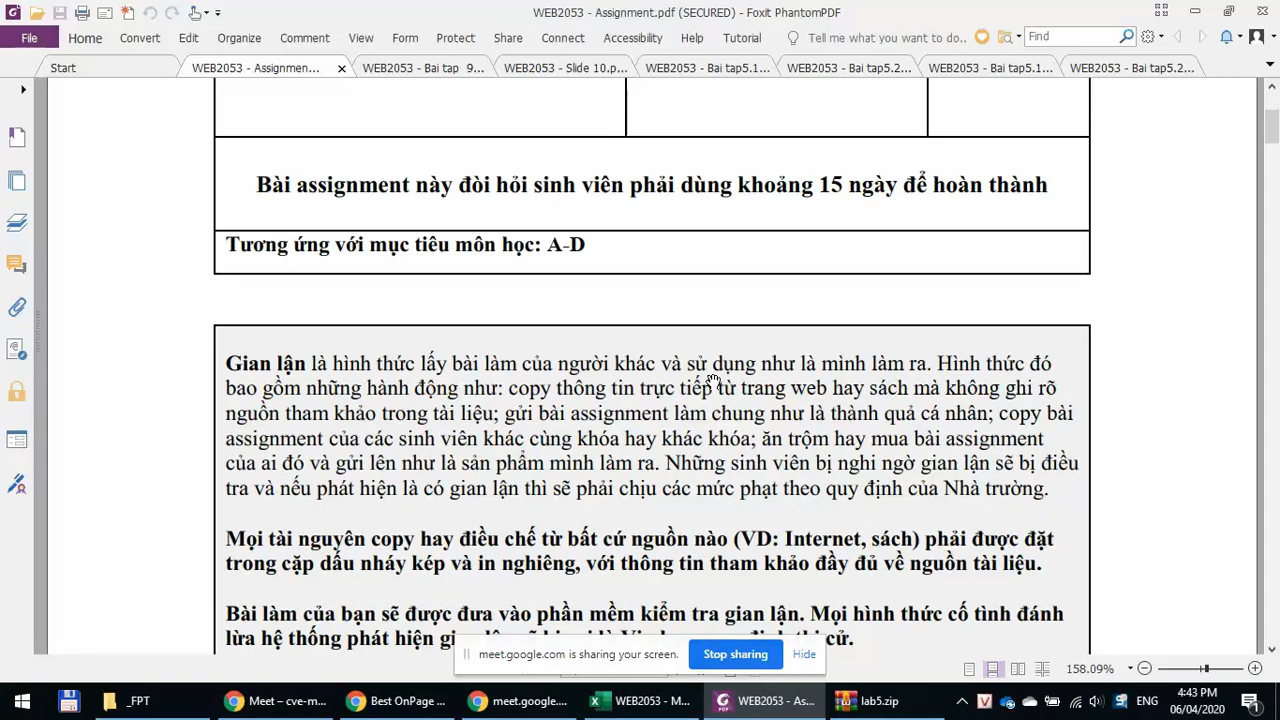 WEB2053 - Assignment.pdf (SECURED) - Foxit PhantomPDF
File Home Convert Edit Organize Comment View Form Protect Share Connect Accessibility Help Tutorial Tell me what you want to do... Find
Start WEB2053 - Assignmen... WEB2053 - Bai tap 9... WEB2053 - Slide 10.p... WEB2053 - Bai tap5.1... WEB2053 - Bai tap5.2... WEB2053 - Bai tap5.1... WEB2053 - Bai tap5.2...
Bài assignment này đòi hỏi sinh viên phải dùng khoảng 15 ngày để hoàn thành
Tương ứng với mục tiêu môn học: A-D
Gian lận là hình thức lấy bài làm của người khác và sử dụng như là mình làm ra. Hình thức đó
bao gồm những hành động như: copy thông tin trực tiếp từ trang web hay sách mà không ghi rõ
nguồn tham khảo trong tài liệu; gửi bài assignment làm chung như là thành quả cá nhân; copy bài
assignment của các sinh viên khác cùng khóa hay khác khóa; ăn trộm hay mua bài assignment
của ai đó và gửi lên như là sản phẩm mình làm ra. Những sinh viên bị nghi ngờ gian lận sẽ bị điều
tra và nếu phát hiện là có gian lận thì sẽ phải chịu các mức phạt theo quy định của Nhà trường.
Mọi tài nguyên copy hay điều chế từ bất cứ nguồn nào (VD: Internet, sách) phải được đặt
trong cặp dấu nháy kép và in nghiêng, với thông tin tham khảo đầy đủ về nguồn tài liệu.
Bài làm của bạn sẽ được đưa vào phần mềm kiểm tra gian lận. Mọi hình thức cố tình đánh
lừa hệ thống phát hiện thi cử.
meet.google.com is sharing your screen. Stop sharing Hide
158.09%
_FPT Meet – cve-m... Best OnPage ... meet.google.... WEB2053 - M... WEB2053 - As... lab5.zip ENG 4:43 PM
06/04/2020